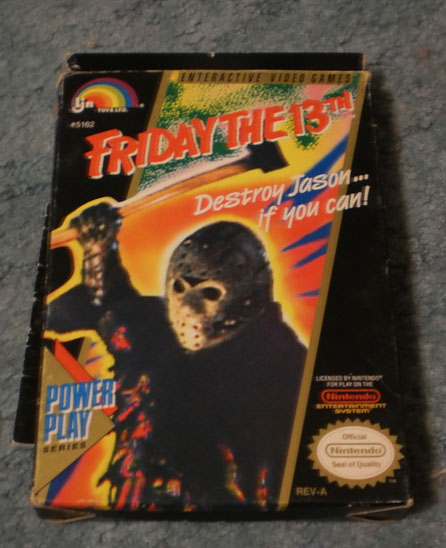 ENTERACTIVE VIDEO GAMES
ljn
TOYS LTD.
#5162
FRIDAY THE 13TH
Destroy Jason...
if you can!
POWER
PLAY
SERIES
LICENSED BY NINTENDO®
FOR PLAY ON THE
Nintendo
ENTERTAINMENT
SYSTEM®
Official
Nintendo
Seal of Quality
REV-A